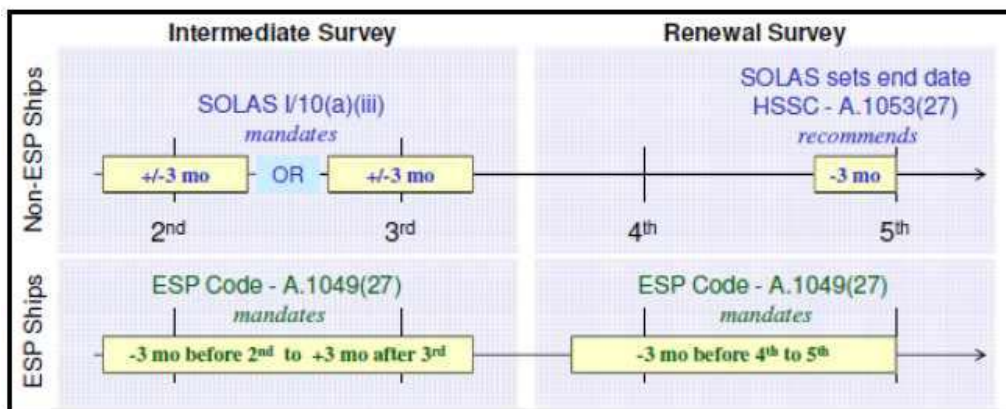 Intermediate Survey
Renewal Survey
Non-ESP Ships
SOLAS I/10(a)(iii)
mandates
SOLAS sets end date
HSSC - A.1053(27)
recommends
+/-3 mo
OR
+/-3 mo
-3 mo
2nd
3rd
4th
5th
ESP Ships
ESP Code - A.1049(27)
mandates
ESP Code - A.1049(27)
mandates
-3 mo before 2nd to +3 mo after 3rd
-3 mo before 4th to 5th